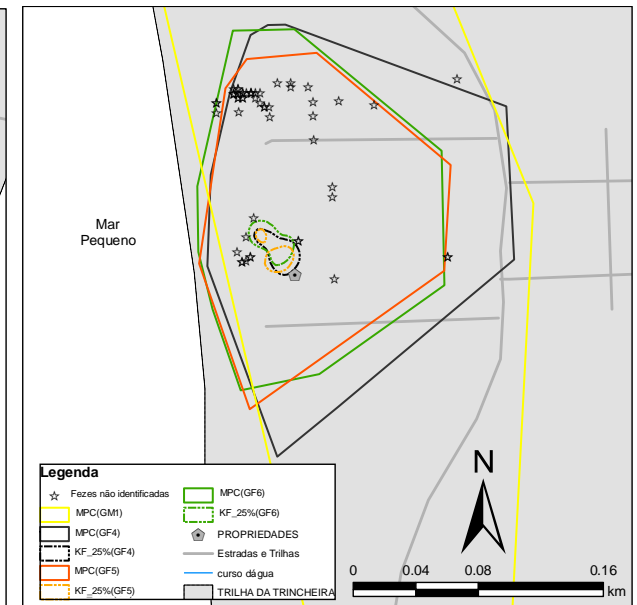 Mar
Pequeno
Legenda
Fezes não identificadas
MPC(GM1)
MPC(GF4)
KF_25%(GF4)
MPC(GF5)
KF_25%(GF5)
MPC(GF6)
KF_25%(GF6)
PROPRIEDADES
Estradas e Trilhas
curso dágua
TRILHA DA TRINCHEIRA
N
0 0.04 0.08 0.16
km